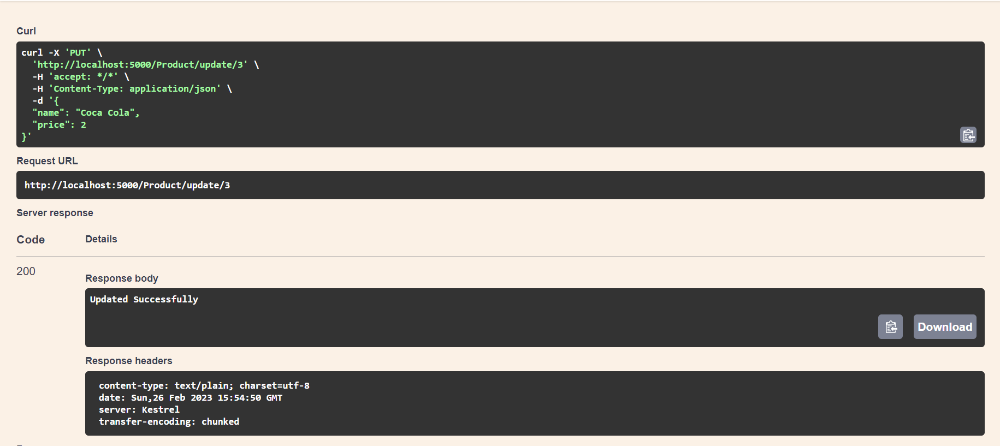 Curl
curl -X 'PUT' \
  'http://localhost:5000/Product/update/3' \
  -H 'accept: */*' \
  -H 'Content-Type: application/json' \
  -d '{
  "name": "Coca Cola",
  "price": 2
}'
Request URL
http://localhost:5000/Product/update/3
Server response
Code Details
200
Response body
Updated Successfully
Download
Response headers
content-type: text/plain; charset=utf-8
date: Sun,26 Feb 2023 15:54:50 GMT
server: Kestrel
transfer-encoding: chunked